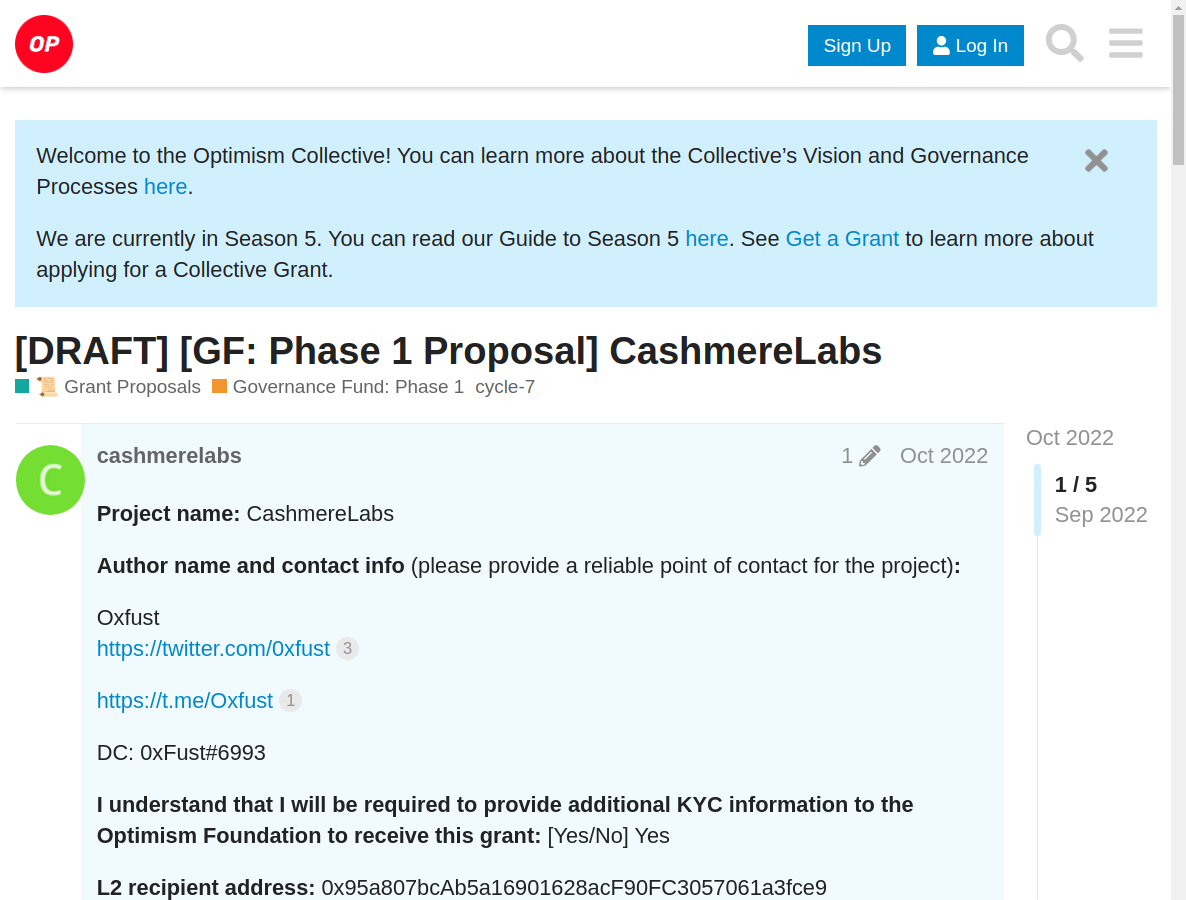 OP
Sign Up
Log In
Welcome to the Optimism Collective! You can learn more about the Collective’s Vision and Governance
Processes here.
We are currently in Season 5. You can read our Guide to Season 5 here. See Get a Grant to learn more about
applying for a Collective Grant.
[DRAFT] [GF: Phase 1 Proposal] CashmereLabs
📜 Grant Proposals Governance Fund: Phase 1 cycle-7
C
cashmerelabs 1 Oct 2022
Project name: CashmereLabs
Author name and contact info (please provide a reliable point of contact for the project):
Oxfust
https://twitter.com/0xfust 3
https://t.me/Oxfust 1
DC: 0xFust#6993
I understand that I will be required to provide additional KYC information to the
Optimism Foundation to receive this grant: [Yes/No] Yes
L2 recipient address: 0x95a807bcAb5a16901628acF90FC3057061a3fce9
Oct 2022
1 / 5
Sep 2022